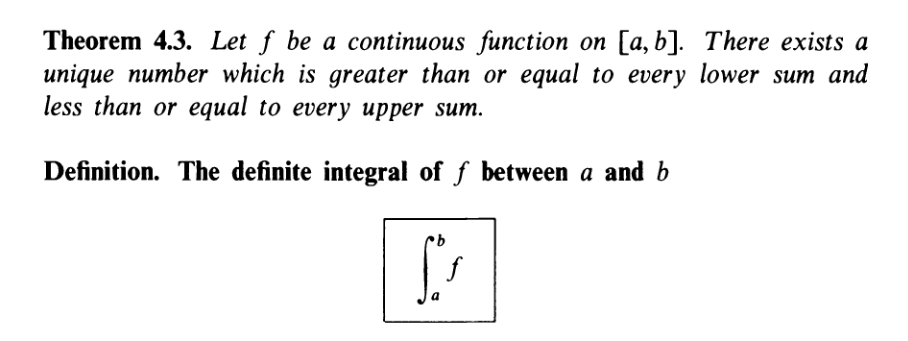 Theorem 4.3. Let f be a continuous function on [a, b]. There exists a
unique number which is greater than or equal to every lower sum and
less than or equal to every upper sum.
Definition. The definite integral of f between a and b
∫_a^b f